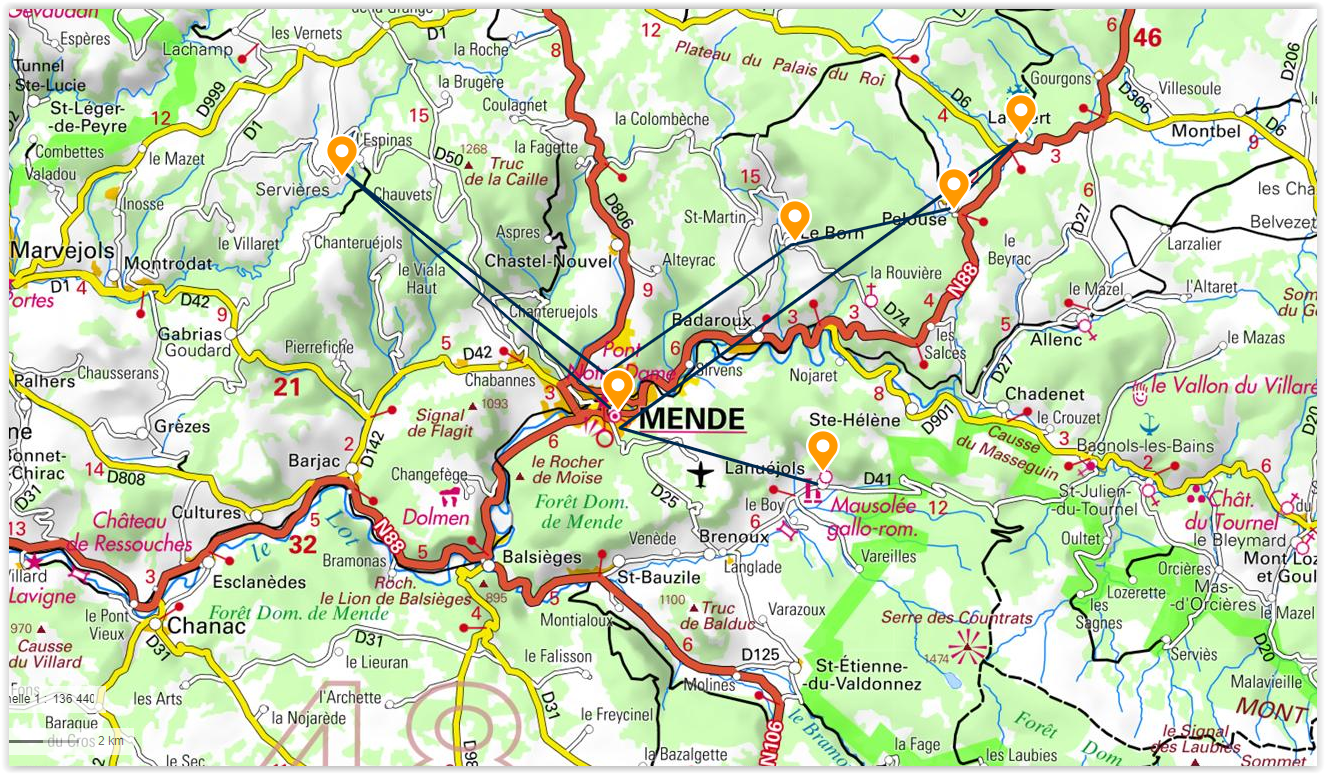 Gévaudan
Espères
Lachamp
les Vernets
de la Grange
D1
la Roche
8
12
Plateau du Palais du Roi
6
46
D206
Tunnel
Ste-Lucie
St-Léger-
-de-Peyre
D999
D1
12
la Brugère
Coulagnet
15
la Colombèche
D6
4
Gourgons
D306
Villesoule
Montbel
D6
9
Combettes
Valadou
le Mazet
l'Espinas
D50
1268
Truc
de la Caille
la Fagette
3
Servières
Chauvets
15
D806
St-Martin
Pelouse
Le Born
6
D27
les Cha
Belvezet
Inosse
le Villaret
Chanteruéjols
Aspres
Chastel-Nouvel
Alteyrac
le
Beyrac
Larzalier
Marvejols
Montrodat
D1
4
Portes
D42
le Viala
Haut
9
la Rouvière
N88
le Mazel
l'Altaret
Som
du G
9
Gabrias
Goudard
Chanteruejols
Badaroux
3
3
4
D74
les
Salces
5
Allenc
le Mazas
Pierrefiche
5
D42
Pont
6
Palhers
Chausserans
21
Chabannes
3
Sirvens
Nojaret
8
D27
Chadenet
le Vallon du Villaret
Signal
de Flagit
1093
MENDE
Ste-Hélène
D901
le Crouzet
D20
Grèzes
2
D142
6
Causse
du Masseguin
3
Bagnols-les-Bains
Bonnet-
-Chirac
14
D808
Barjac
Changefège
le Rocher
de Moise
Lanuéjols
D41
2
6
D31
Dolmen
Forêt Dom.
de Mende
D25
le Boy
6
Mausolée
gallo-rom.
12
St-Julien-
-du-Tournel
Chât.
du Tournel
13
Château
de Ressouches
Cultures
5
32
le Lot
N88
5
Venède
Brenoux
Oultet
le Bleymard
Bramonas
Balsièges
Langlade
Vareilles
Mont Loz
et Goul
Villard
Lavigne
3
Esclanèdes
Roch.
le Lion de Balsièges
895
St-Bauzile
Orcières
Lozerette
Mas-
-d'Orcières
le Pont
Vieux
Forêt Dom. de Mende
4
5
1100
Truc
de Balduc
Varazoux
Serre des Countrats
les
Sagnes
le Mazel
970
Causse
du Villard
Chanac
D31
D31
Montialoux
6
1474
D20
Serviès
le Lieuran
le Falisson
D125
St-Étienne-
-du-Valdonnez
Malavieille
Fons
elle 1 : 136 440
les Arts
l'Archette
D31
Molines
MONT
Baraque
du Cros
la Nojarède
48
le Freycinel
N106
le Bramo
Forêt
Dom
le Signal
des Laubies
2 km
le Sec
la Bazalgette
la Fage
les Laubies
Sommet